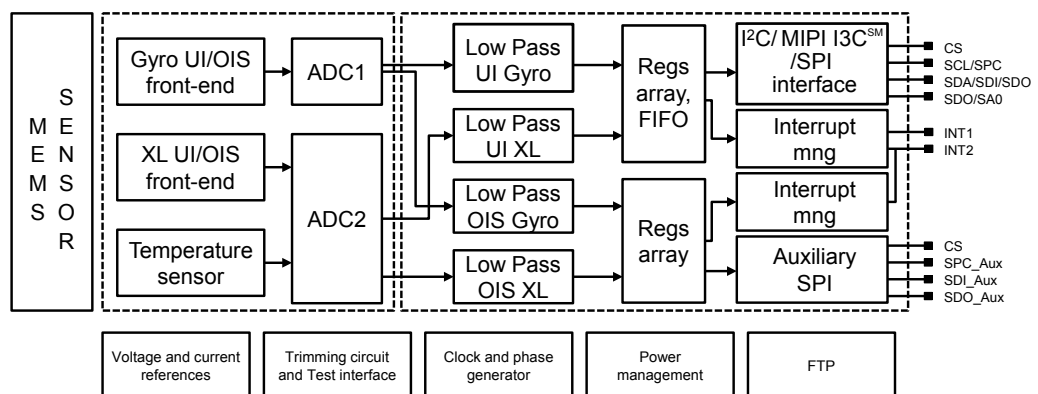 MEMS
SENSOR
Gyro UI/OIS
front-end
XL UI/OIS
front-end
Temperature
sensor
ADC1
ADC2
Low Pass
UI Gyro
Low Pass
UI XL
Low Pass
OIS Gyro
Low Pass
OIS XL
Regs
array,
FIFO
Regs
array
I²C/ MIPI I3C℠
/SPI
interface
Interrupt
mng
Interrupt
mng
Auxiliary
SPI
CS
SCL/SPC
SDA/SDI/SDO
SDO/SA0
INT1
INT2
CS
SPC_Aux
SDI_Aux
SDO_Aux
Voltage and current
references
Trimming circuit
and Test interface
Clock and phase
generator
Power
management
FTP